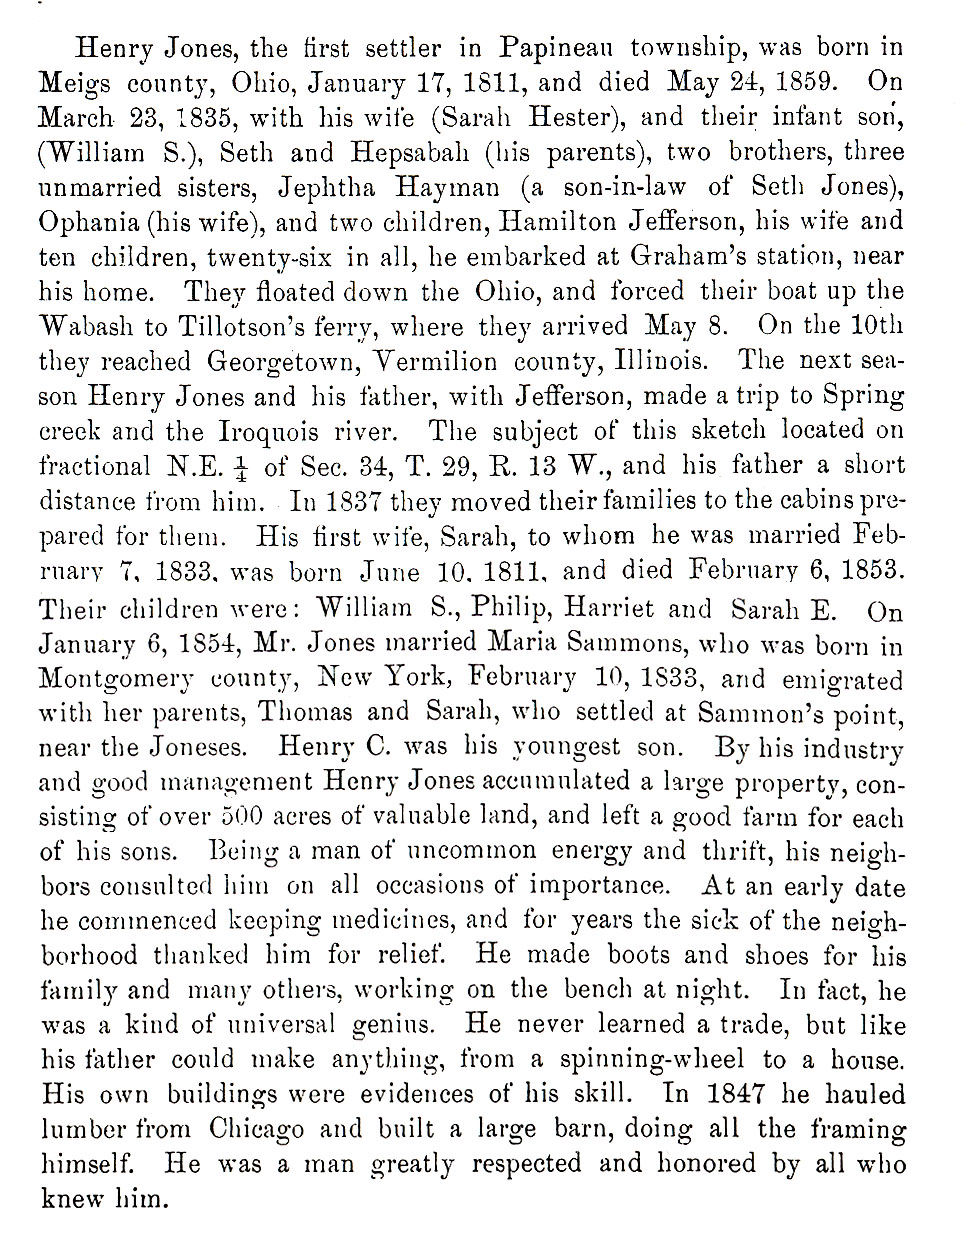 Henry Jones, the first settler in Papineau township, was born in
Meigs county, Ohio, January 17, 1811, and died May 24, 1859. On
March 23, 1835, with his wife (Sarah Hester), and their infant son,
(William S.), Seth and Hepsabah (his parents), two brothers, three
unmarried sisters, Jephtha Hayman (a son-in-law of Seth Jones),
Ophania (his wife), and two children, Hamilton Jefferson, his wife and
ten children, twenty-six in all, he embarked at Graham's station, near
his home. They floated down the Ohio, and forced their boat up the
Wabash to Tillotson's ferry, where they arrived May 8. On the 10th
they reached Georgetown, Vermilion county, Illinois. The next sea-
son Henry Jones and his father, with Jefferson, made a trip to Spring
creek and the Iroquois river. The subject of this sketch located on
fractional N.E. ¼ of Sec. 34, T. 29, R. 13 W., and his father a short
distance from him. In 1837 they moved their families to the cabins pre-
pared for them. His first wife, Sarah, to whom he was married Feb-
ruary 7, 1833, was born June 10, 1811, and died February 6, 1853.
Their children were: William S., Philip, Harriet and Sarah E. On
January 6, 1854, Mr. Jones married Maria Sammons, who was born in
Montgomery county, New York, February 10, 1833, and emigrated
with her parents, Thomas and Sarah, who settled at Sammon's point,
near the Joneses. Henry C. was his youngest son. By his industry
and good management Henry Jones accumulated a large property, con-
sisting of over 500 acres of valuable land, and left a good farm for each
of his sons. Being a man of uncommon energy and thrift, his neigh-
bors consulted him on all occasions of importance. At an early date
he commenced keeping medicines, and for years the sick of the neigh-
borhood thanked him for relief. He made boots and shoes for his
family and many others, working on the bench at night. In fact, he
was a kind of universal genius. He never learned a trade, but like
his father could make anything, from a spinning-wheel to a house.
His own buildings were evidences of his skill. In 1847 he hauled
lumber from Chicago and built a large barn, doing all the framing
himself. He was a man greatly respected and honored by all who
knew him.